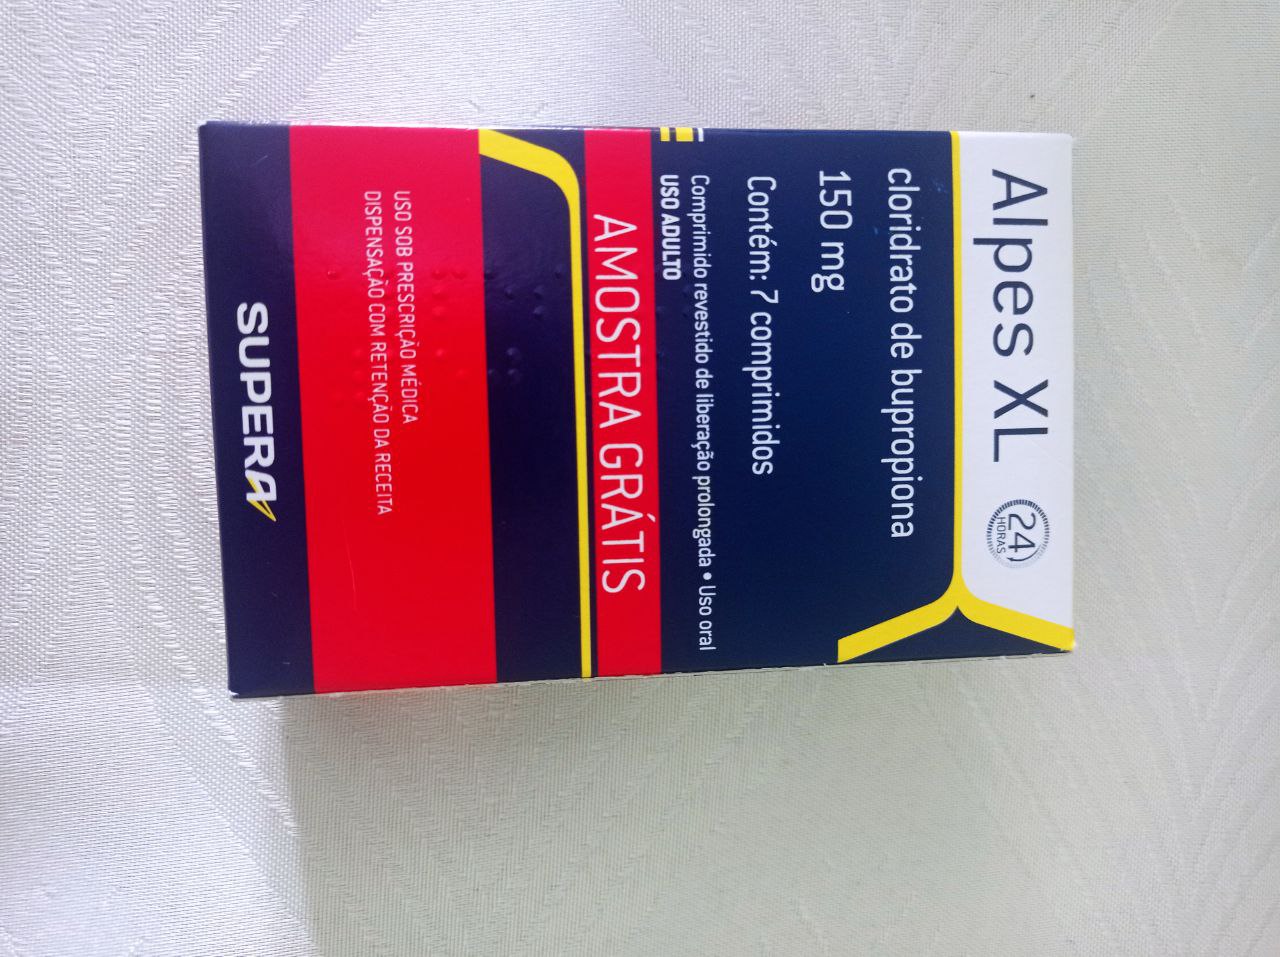 Alpes XL
24
HORAS
cloridrato de bupropiona
150 mg
Contém: 7 comprimidos
Comprimido revestido de liberação prolongada • Uso oral
USO ADULTO
AMOSTRA GRÁTIS
USO SOB PRESCRIÇÃO MÉDICA
DISPENSAÇÃO COM RETENÇÃO DA RECEITA
SUPERA